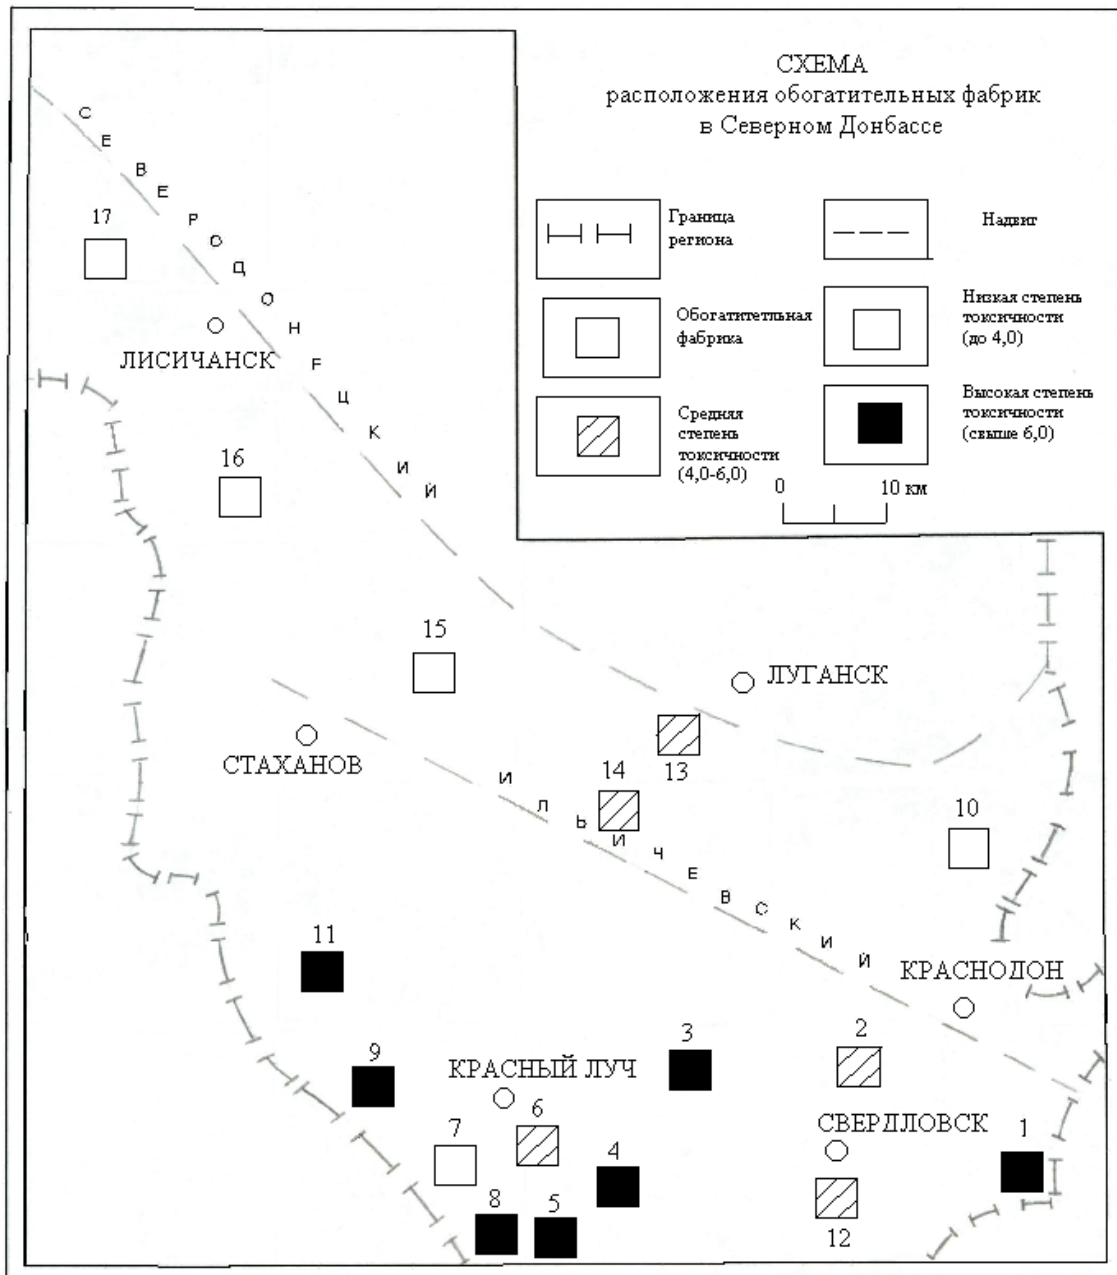 СХЕМА
расположения обогатительных фабрик
в Северном Донбассе
Граница
региона
Надвиг
Обогатитетльная
фабрика
Низкая степень
токсичности
(до 4,0)
Средняя
степень
токсичности
(4,0-6,0)
Высокая степень
токсичности
(свыше 6,0)
0 10 км
СЕВЕРОДОНЕЦКИЙ
17
ЛИСИЧАНСК
16
15
ЛУГАНСК
СТАХАНОВ
13
14
ИЛЬИЧЕВСКИЙ
10
11
КРАСНОДОН
3
2
9
КРАСНЫЙ ЛУЧ
6
7
СВЕРДЛОВСК
1
4
8
5
12